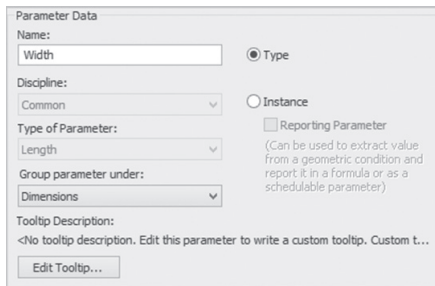 Parameter Data
Name:
Width
Type
Discipline:
Common
Instance
Reporting Parameter
Type of Parameter:
Length
(Can be used to extract value
from a geometric condition and
report it in a formula or as a
schedulable parameter)
Group parameter under:
Dimensions
Tooltip Description:
<No tooltip description. Edit this parameter to write a custom tooltip. Custom t...
Edit Tooltip...